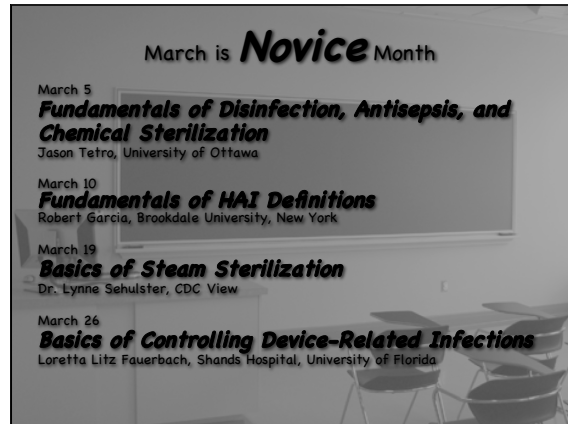 March is Novice Month
March 5
Fundamentals of Disinfection, Antisepsis, and
Chemical Sterilization
Jason Tetro, University of Ottawa
March 10
Fundamentals of HAI Definitions
Robert Garcia, Brookdale University, New York
March 19
Basics of Steam Sterilization
Dr. Lynne Sehulster, CDC View
March 26
Basics of Controlling Device-Related Infections
Loretta Litz Fauerbach, Shands Hospital, University of Florida